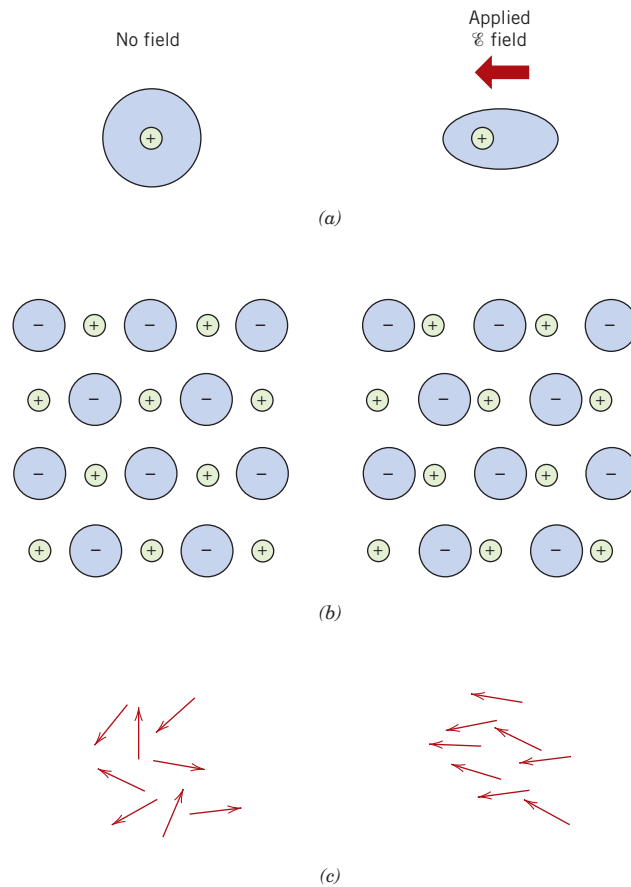 No field
Applied
ℰ field
+
+
(a)
− + − + −
− + − + −
+ − + − +
+ − + − +
− + − + −
− + − + −
+ − + − +
+ − + − +
(b)
(c)